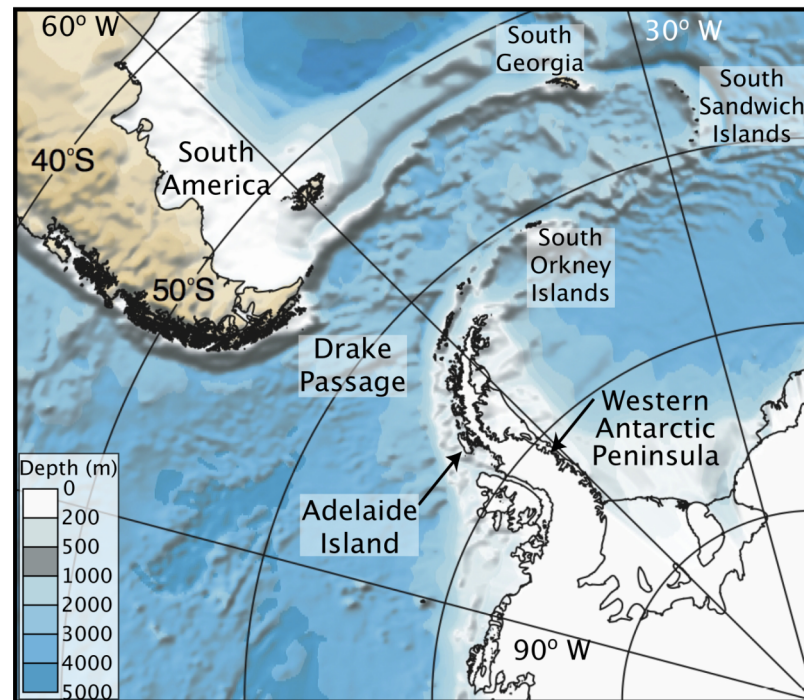 60° W
30° W
South
Georgia
South
Sandwich
Islands
40°S
South
America
South
Orkney
Islands
50°S
Drake
Passage
Western
Antarctic
Peninsula
Adelaide
Island
Depth (m)
0
200
500
1000
2000
3000
4000
5000
90° W